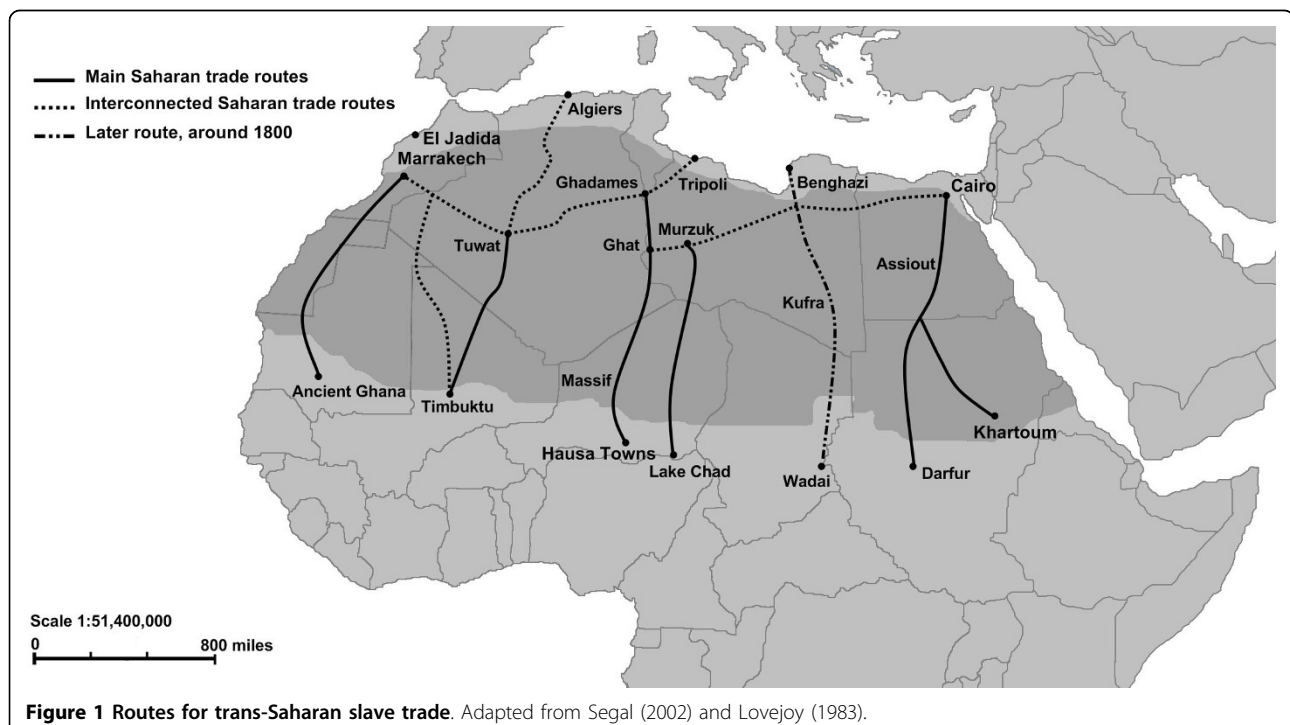 Main Saharan trade routes
Interconnected Saharan trade routes
Later route, around 1800
Algiers
El Jadida
Marrakech
Ghadames
Tripoli
Benghazi
Cairo
Tuwat
Ghat
Murzuk
Assiout
Kufra
Massif
Ancient Ghana
Timbuktu
Hausa Towns
Lake Chad
Wadai
Darfur
Khartoum
Scale 1:51,400,000
0 800 miles
Figure 1 Routes for trans-Saharan slave trade. Adapted from Segal (2002) and Lovejoy (1983).